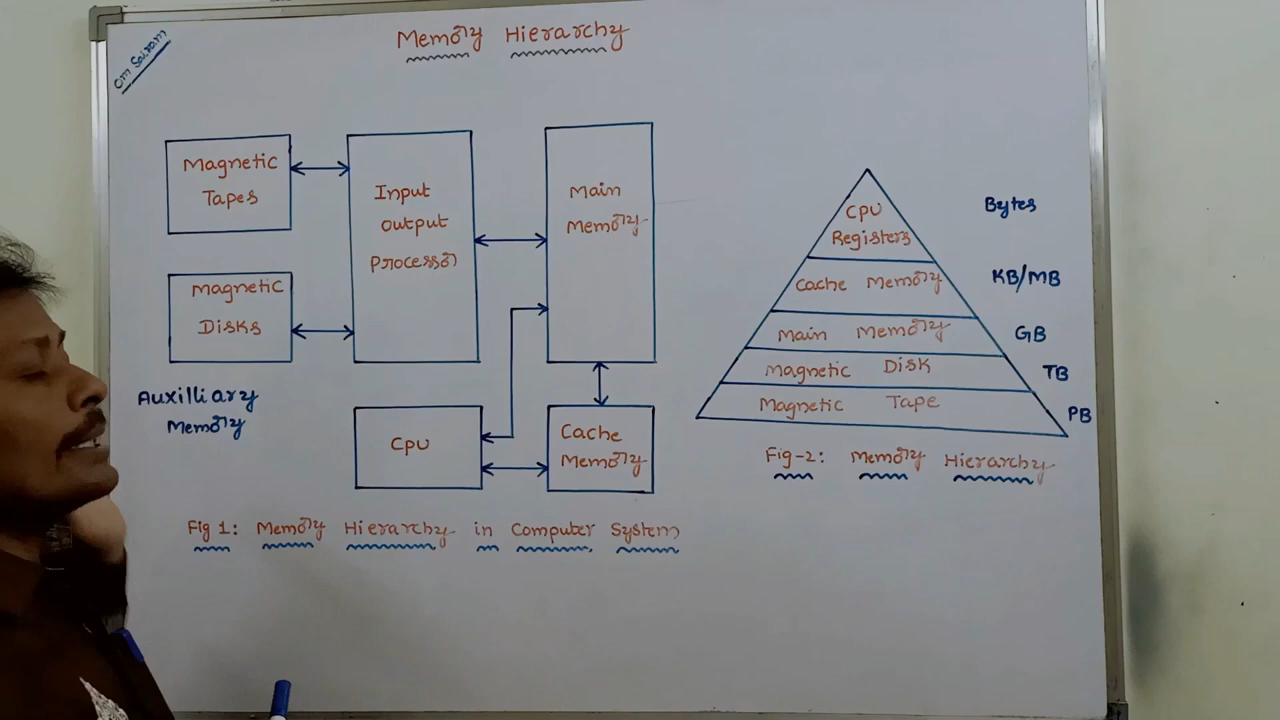 Om Sairam
Memory Hierarchy
Magnetic
Tapes
Input
output
Processor
Main
Memory
Magnetic
Disks
Auxilliary
Memory
CPU
Cache
Memory
Fig 1: Memory Hierarchy in Computer System
CPU
Registers
Bytes
Cache Memory
KB/MB
Main Memory
GB
Magnetic Disk
TB
Magnetic Tape
PB
Fig-2: Memory Hierarchy